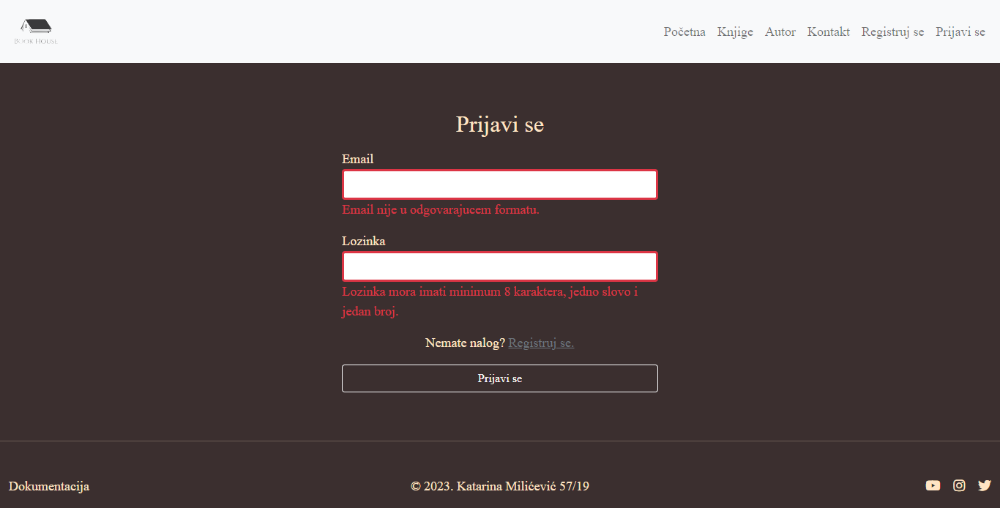 BOOK HOUSE
Početna Knjige Autor Kontakt Registruj se Prijavi se
Prijavi se
Email
Email nije u odgovarajucem formatu.
Lozinka
Lozinka mora imati minimum 8 karaktera, jedno slovo i
jedan broj.
Nemate nalog? Registruj se.
Prijavi se
Dokumentacija © 2023. Katarina Milićević 57/19